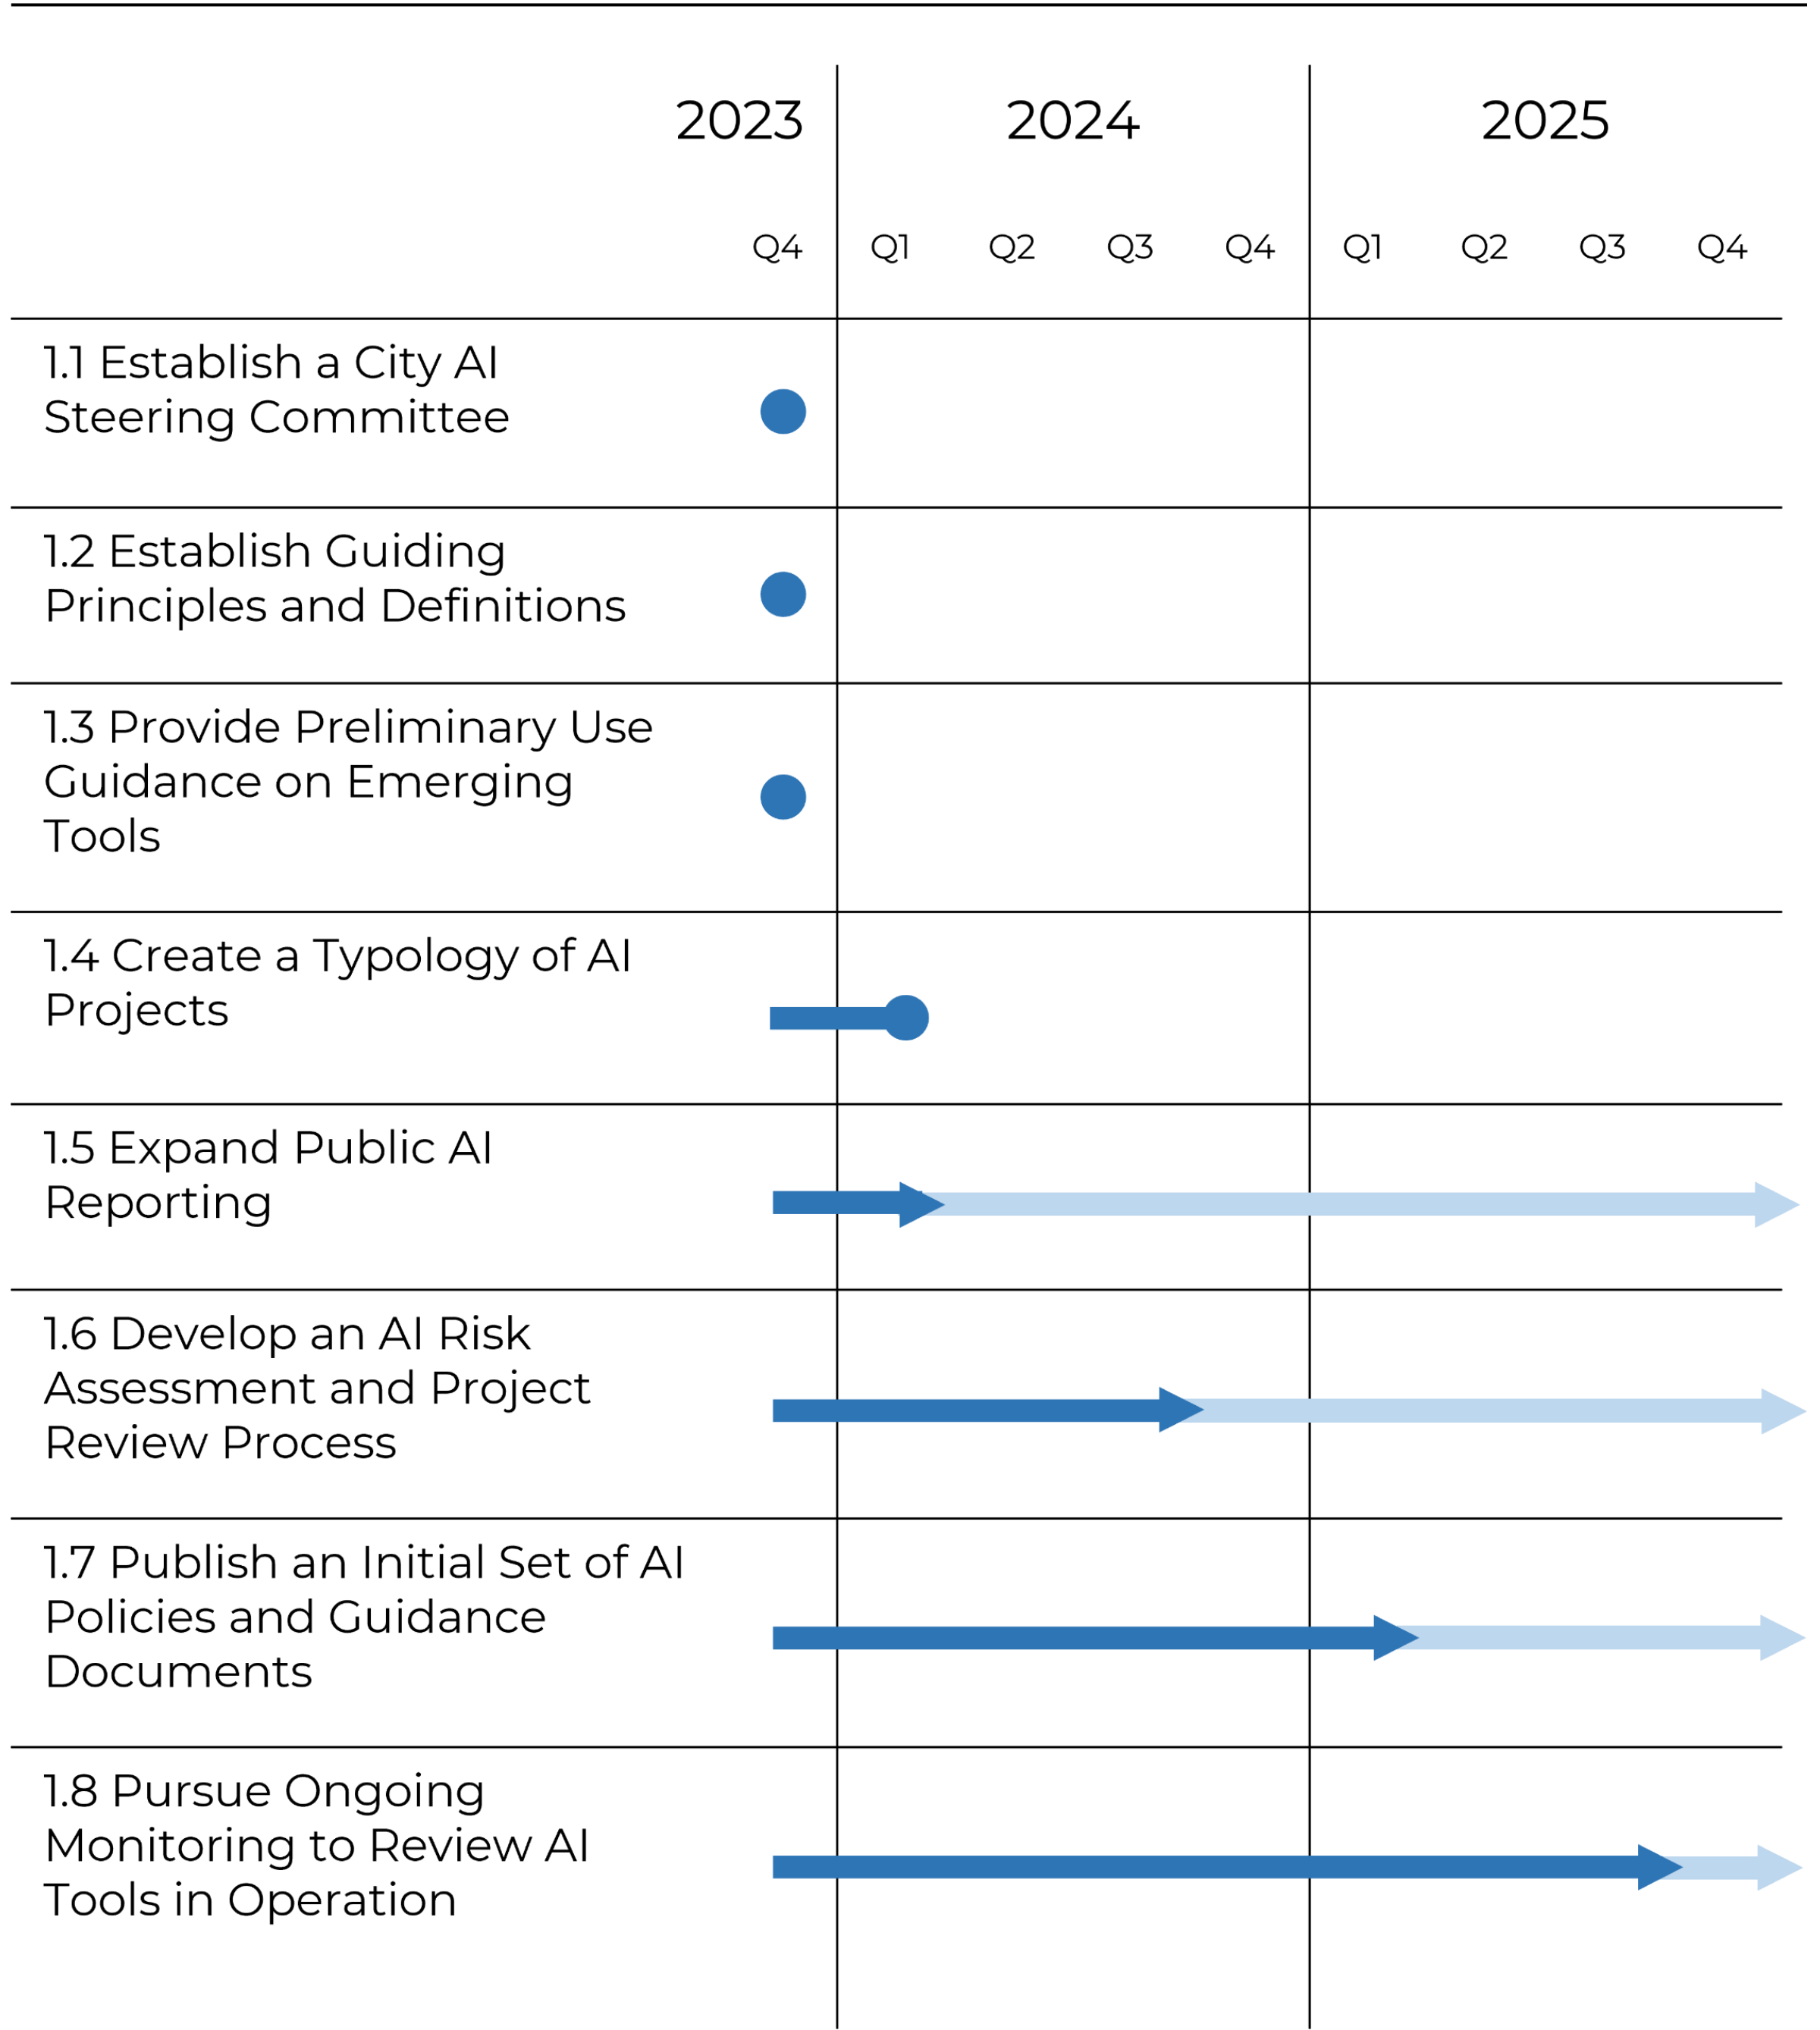 2023 2024 2025
Q4 Q1 Q2 Q3 Q4 Q1 Q2 Q3 Q4
1.1 Establish a City AI
Steering Committee
1.2 Establish Guiding
Principles and Definitions
1.3 Provide Preliminary Use
Guidance on Emerging
Tools
1.4 Create a Typology of AI
Projects
1.5 Expand Public AI
Reporting
1.6 Develop an AI Risk
Assessment and Project
Review Process
1.7 Publish an Initial Set of AI
Policies and Guidance
Documents
1.8 Pursue Ongoing
Monitoring to Review AI
Tools in Operation